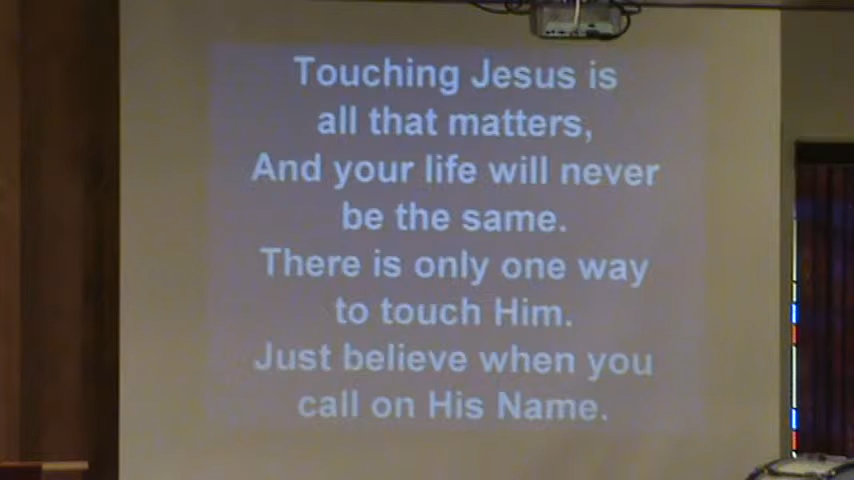 Touching Jesus is
all that matters,
And your life will never
be the same.
There is only one way
to touch Him.
Just believe when you
call on His Name.